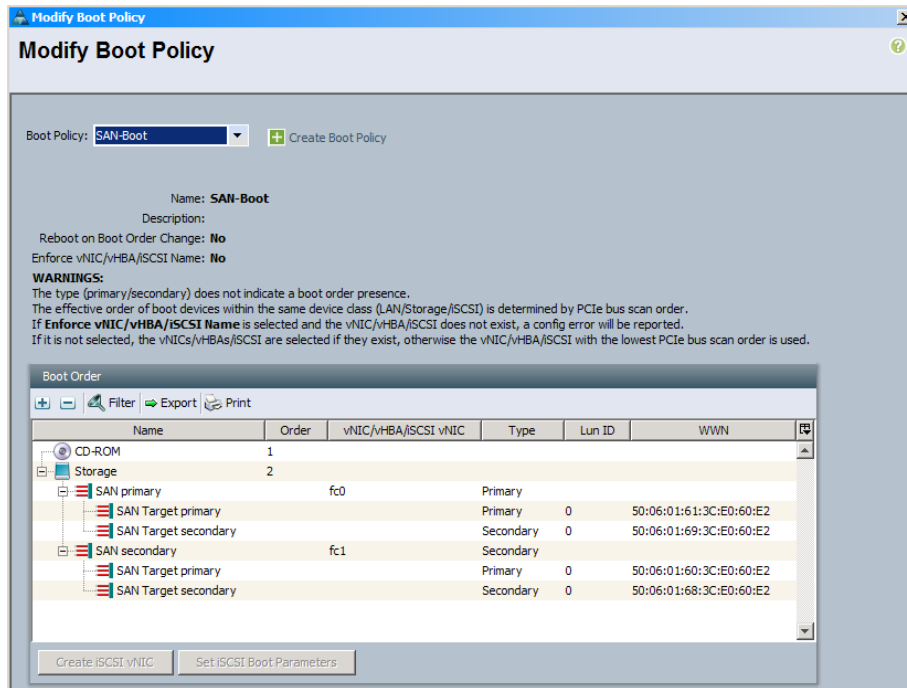 Modify Boot Policy
Modify Boot Policy
Boot Policy: SAN-Boot Create Boot Policy
Name: SAN-Boot
Description:
Reboot on Boot Order Change: No
Enforce vNIC/vHBA/iSCSI Name: No
WARNINGS:
The type (primary/secondary) does not indicate a boot order presence.
The effective order of boot devices within the same device class (LAN/Storage/iSCSI) is determined by PCIe bus scan order.
If Enforce vNIC/vHBA/iSCSI Name is selected and the vNIC/vHBA/iSCSI does not exist, a config error will be reported.
If it is not selected, the vNICs/vHBAs/iSCSI are selected if they exist, otherwise the vNIC/vHBA/iSCSI with the lowest PCIe bus scan order is used.
Boot Order
Filter Export Print
Name Order vNIC/vHBA/iSCSI vNIC Type Lun ID WWN
CD-ROM 1
Storage 2
SAN primary fc0 Primary
SAN Target primary Primary 0 50:06:01:61:3C:E0:60:E2
SAN Target secondary Secondary 0 50:06:01:69:3C:E0:60:E2
SAN secondary fc1 Secondary
SAN Target primary Primary 0 50:06:01:60:3C:E0:60:E2
SAN Target secondary Secondary 0 50:06:01:68:3C:E0:60:E2
Create iSCSI vNIC Set iSCSI Boot Parameters